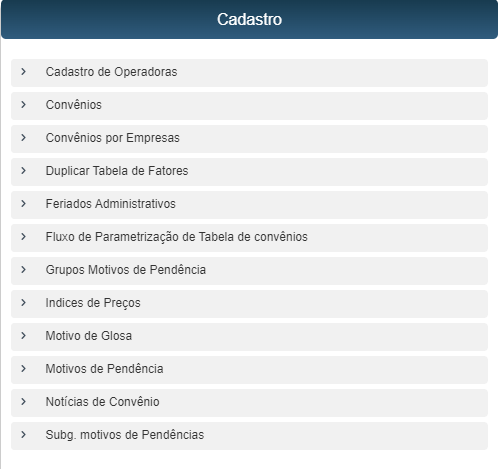 Cadastro
Cadastro de Operadoras
Convênios
Convênios por Empresas
Duplicar Tabela de Fatores
Feriados Administrativos
Fluxo de Parametrização de Tabela de convênios
Grupos Motivos de Pendência
Indices de Preços
Motivo de Glosa
Motivos de Pendência
Notícias de Convênio
Subg. motivos de Pendências